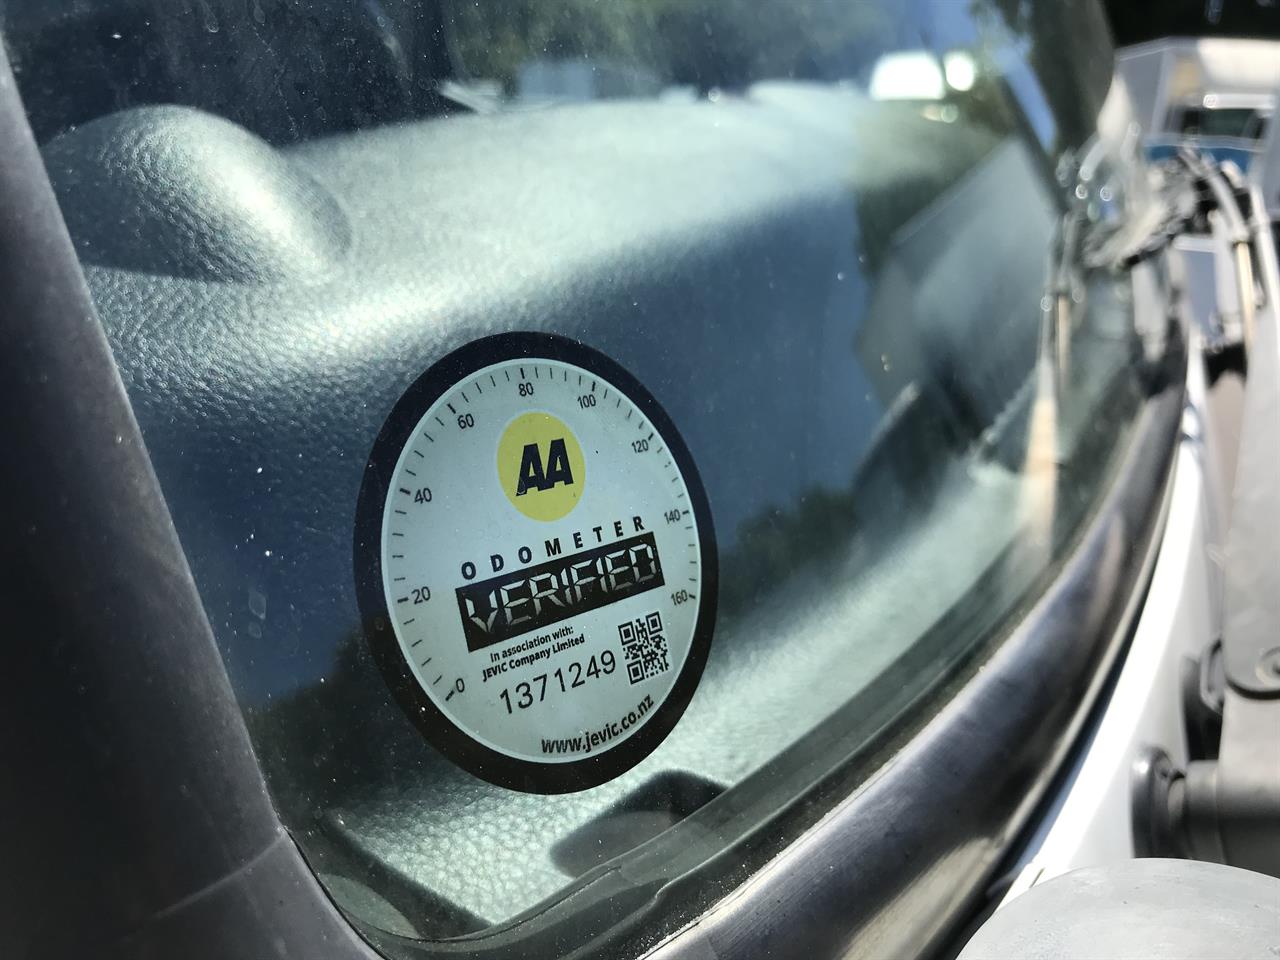 0
20
40
60
80
100
120
140
160
AA
ODOMETER
VERIFIED
In association with:
JEVIC Company Limited
1371249
www.jevic.co.nz